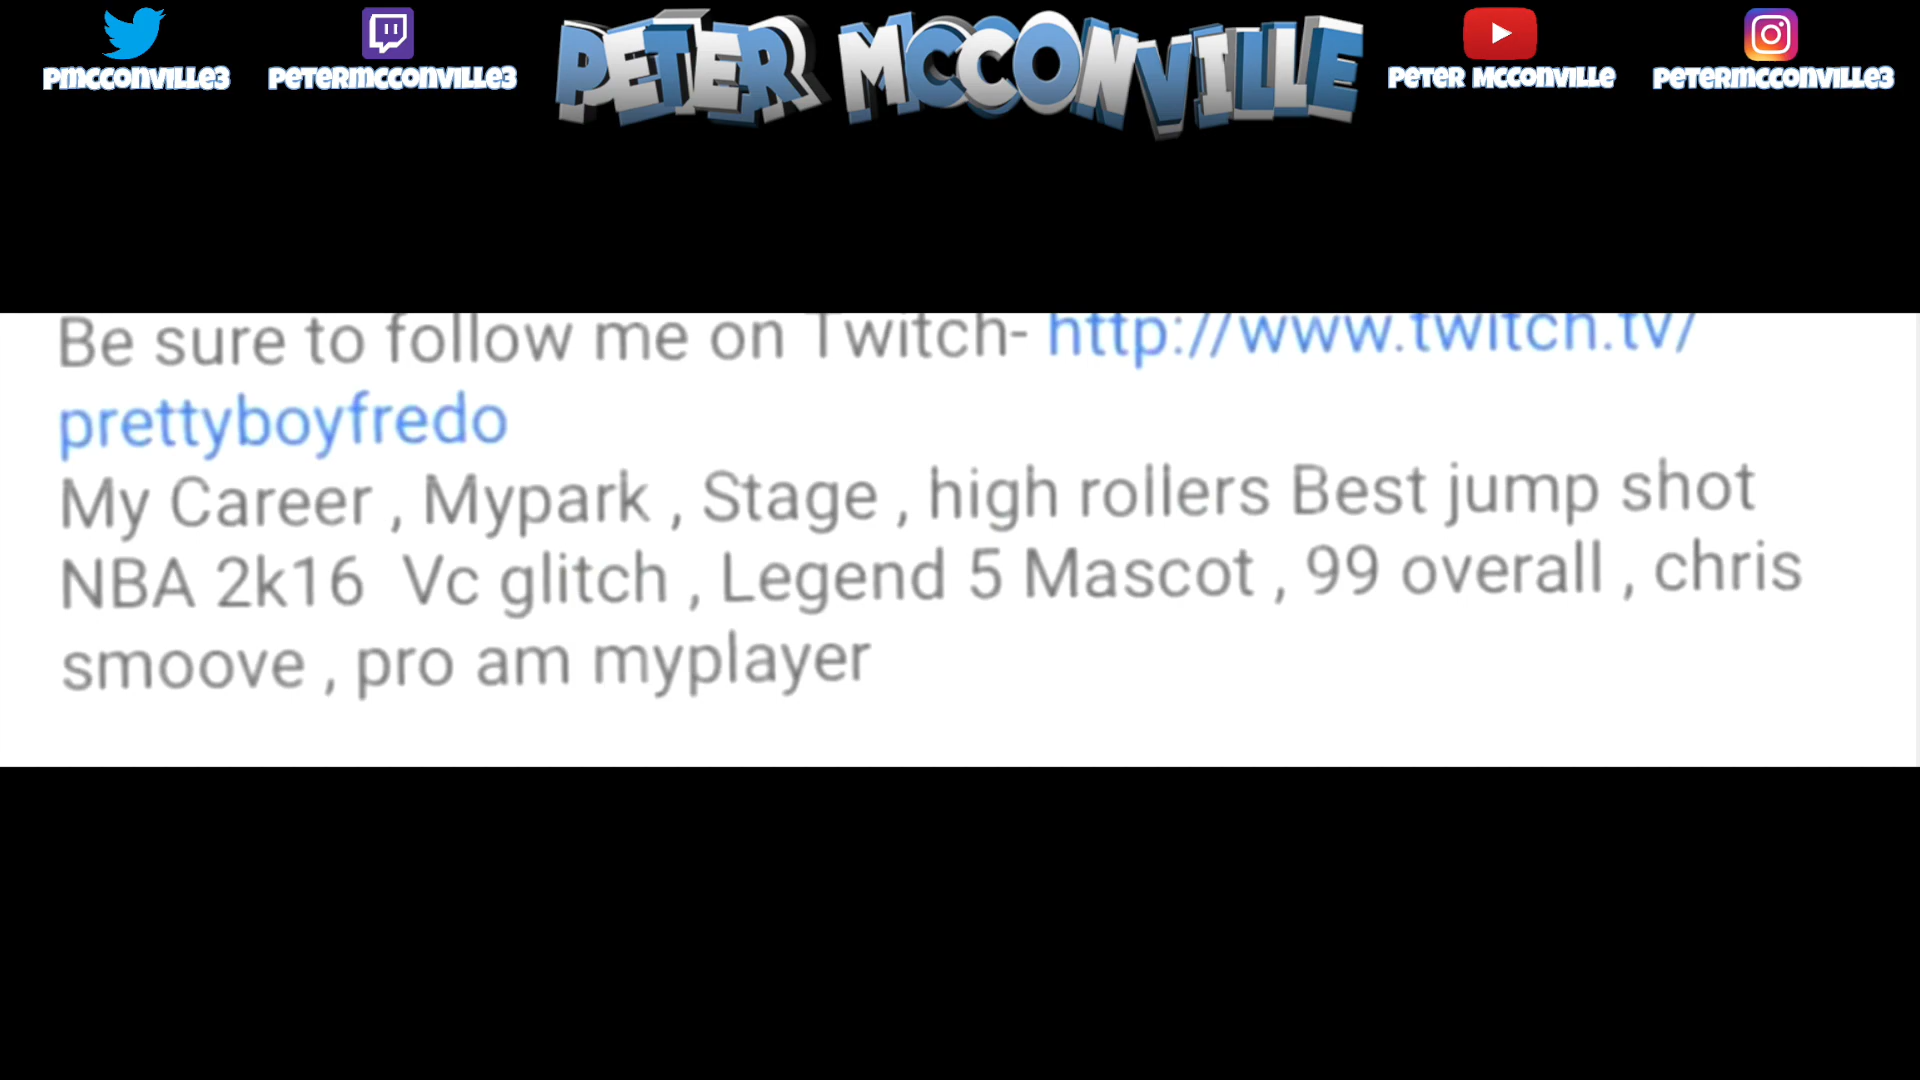 pmcconville3
petermcconville3
PETER MCCONVILLE
Peter McConville
petermcconville3
Be sure to follow me on Twitch- http://www.twitch.tv/
prettyboyfredo
My Career , Mypark , Stage , high rollers Best jump shot
NBA 2k16  Vc glitch , Legend 5 Mascot , 99 overall , chris
smoove , pro am myplayer